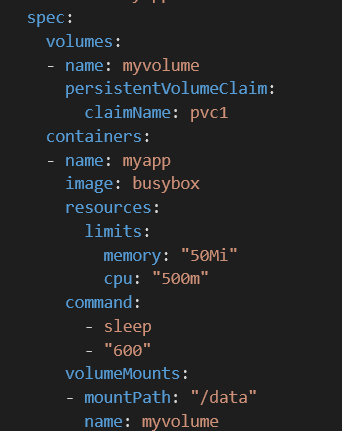 spec:
  volumes:
  - name: myvolume
    persistentVolumeClaim:
      claimName: pvc1
  containers:
  - name: myapp
    image: busybox
    resources:
      limits:
        memory: "50Mi"
        cpu: "500m"
    command:
      - sleep
      - "600"
    volumeMounts:
    - mountPath: "/data"
      name: myvolume